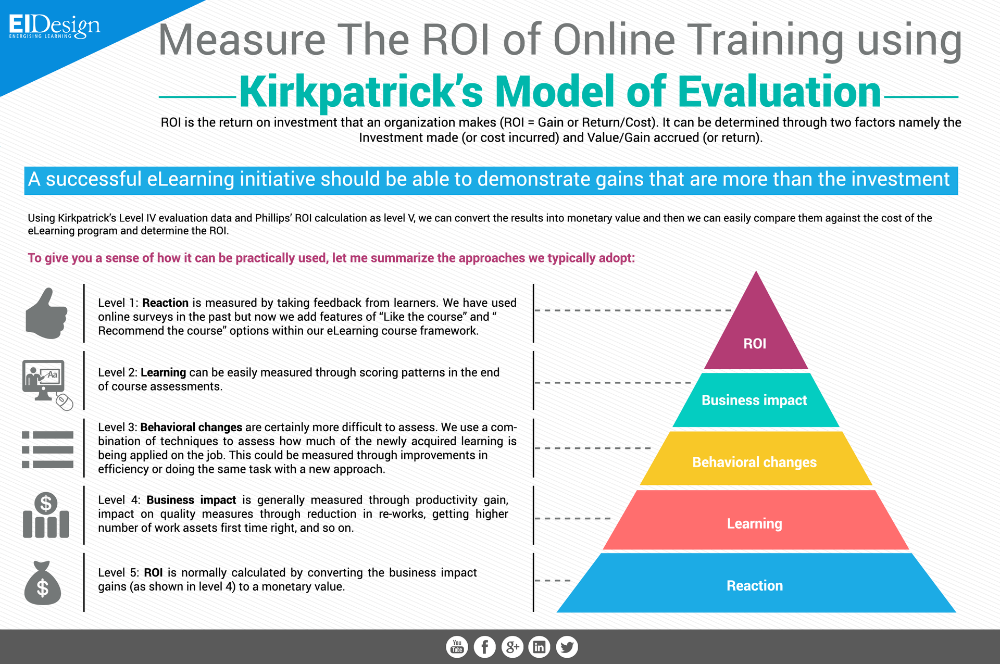 EIDesign
ENERGISING LEARNING
Measure The ROI of Online Training using
Kirkpatrick's Model of Evaluation
ROI is the return on investment that an organization makes (ROI = Gain or Return/Cost). It can be determined through two factors namely the
Investment made (or cost incurred) and Value/Gain accrued (or return).
A successful eLearning initiative should be able to demonstrate gains that are more than the investment
Using Kirkpatrick's Level IV evaluation data and Phillips' ROI calculation as level V, we can convert the results into monetary value and then we can easily compare them against the cost of the
eLearning program and determine the ROI.
To give you a sense of how it can be practically used, let me summarize the approaches we typically adopt:
Level 1: Reaction is measured by taking feedback from learners. We have used
online surveys in the past but now we add features of “Like the course” and “
Recommend the course” options within our eLearning course framework.
Aa
Level 2: Learning can be easily measured through scoring patterns in the end
of course assessments.
Level 3: Behavioral changes are certainly more difficult to assess. We use a com-
bination of techniques to assess how much of the newly acquired learning is
being applied on the job. This could be measured through improvements in
efficiency or doing the same task with a new approach.
$
Level 4: Business impact is generally measured through productivity gain,
impact on quality measures through reduction in re-works, getting higher
number of work assets first time right, and so on.
$
Level 5: ROI is normally calculated by converting the business impact
gains (as shown in level 4) to a monetary value.
ROI
Business impact
Behavioral changes
Learning
Reaction
You
Tube
f
g+
in